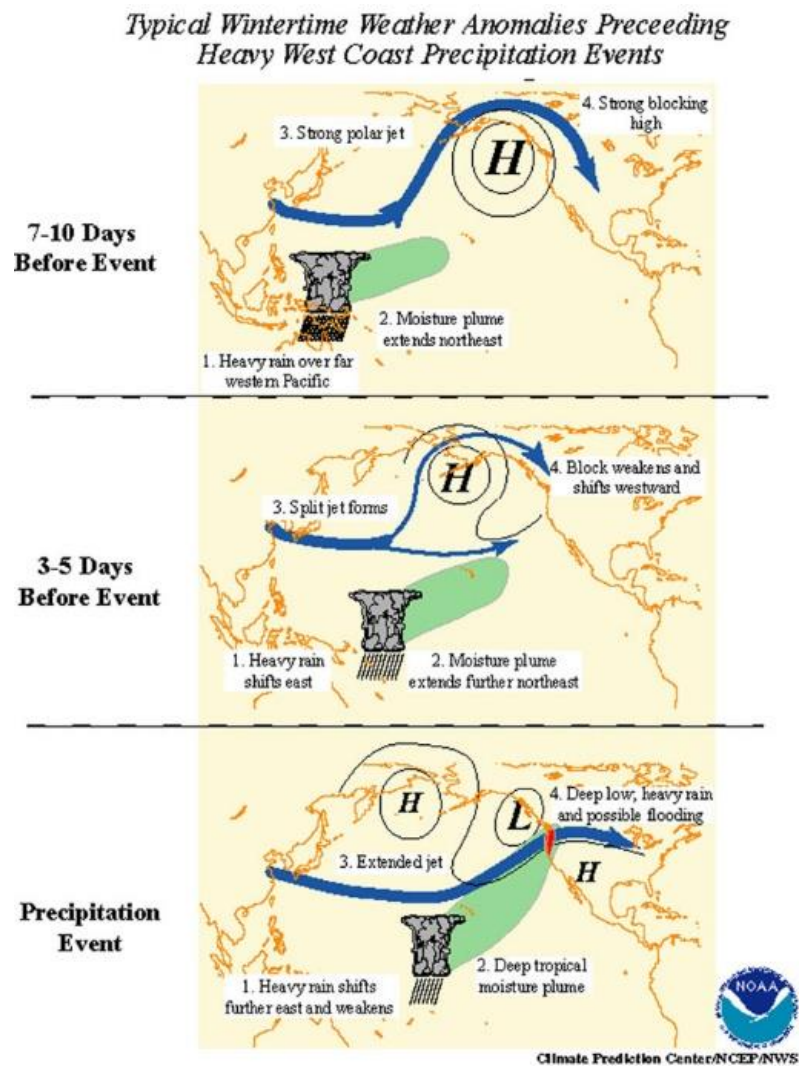 Typical Wintertime Weather Anomalies Preceeding
Heavy West Coast Precipitation Events
7-10 Days
Before Event
3. Strong polar jet
4. Strong blocking
high
H
2. Moisture plume
extends northeast
1. Heavy rain over far
western Pacific
3-5 Days
Before Event
3. Split jet forms
H
4. Block weakens and
shifts westward
1. Heavy rain
shifts east
2. Moisture plume
extends further northeast
Precipitation
Event
H
L
4. Deep low, heavy rain
and possible flooding
3. Extended jet
H
1. Heavy rain shifts
further east and weakens
2. Deep tropical
moisture plume
NOAA
Climate Prediction Center/NCEP/NWS